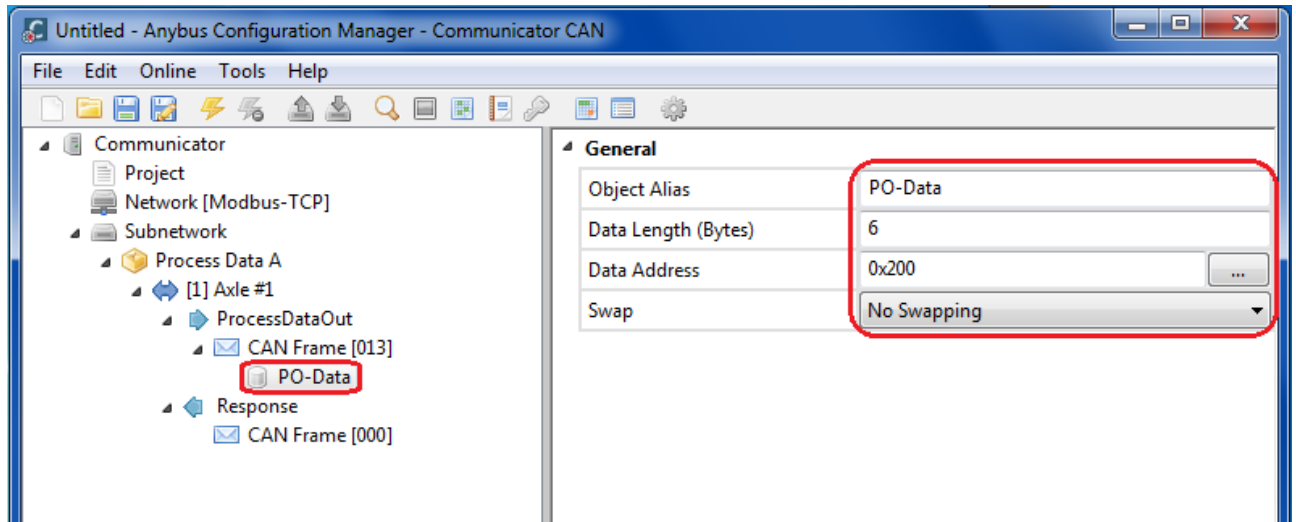 Untitled - Anybus Configuration Manager - Communicator CAN
File Edit Online Tools Help
Communicator
Project
Network [Modbus-TCP]
Subnetwork
Process Data A
[1] Axle #1
ProcessDataOut
CAN Frame [013]
PO-Data
Response
CAN Frame [000]
General
Object Alias PO-Data
Data Length (Bytes) 6
Data Address 0x200 ...
Swap No Swapping